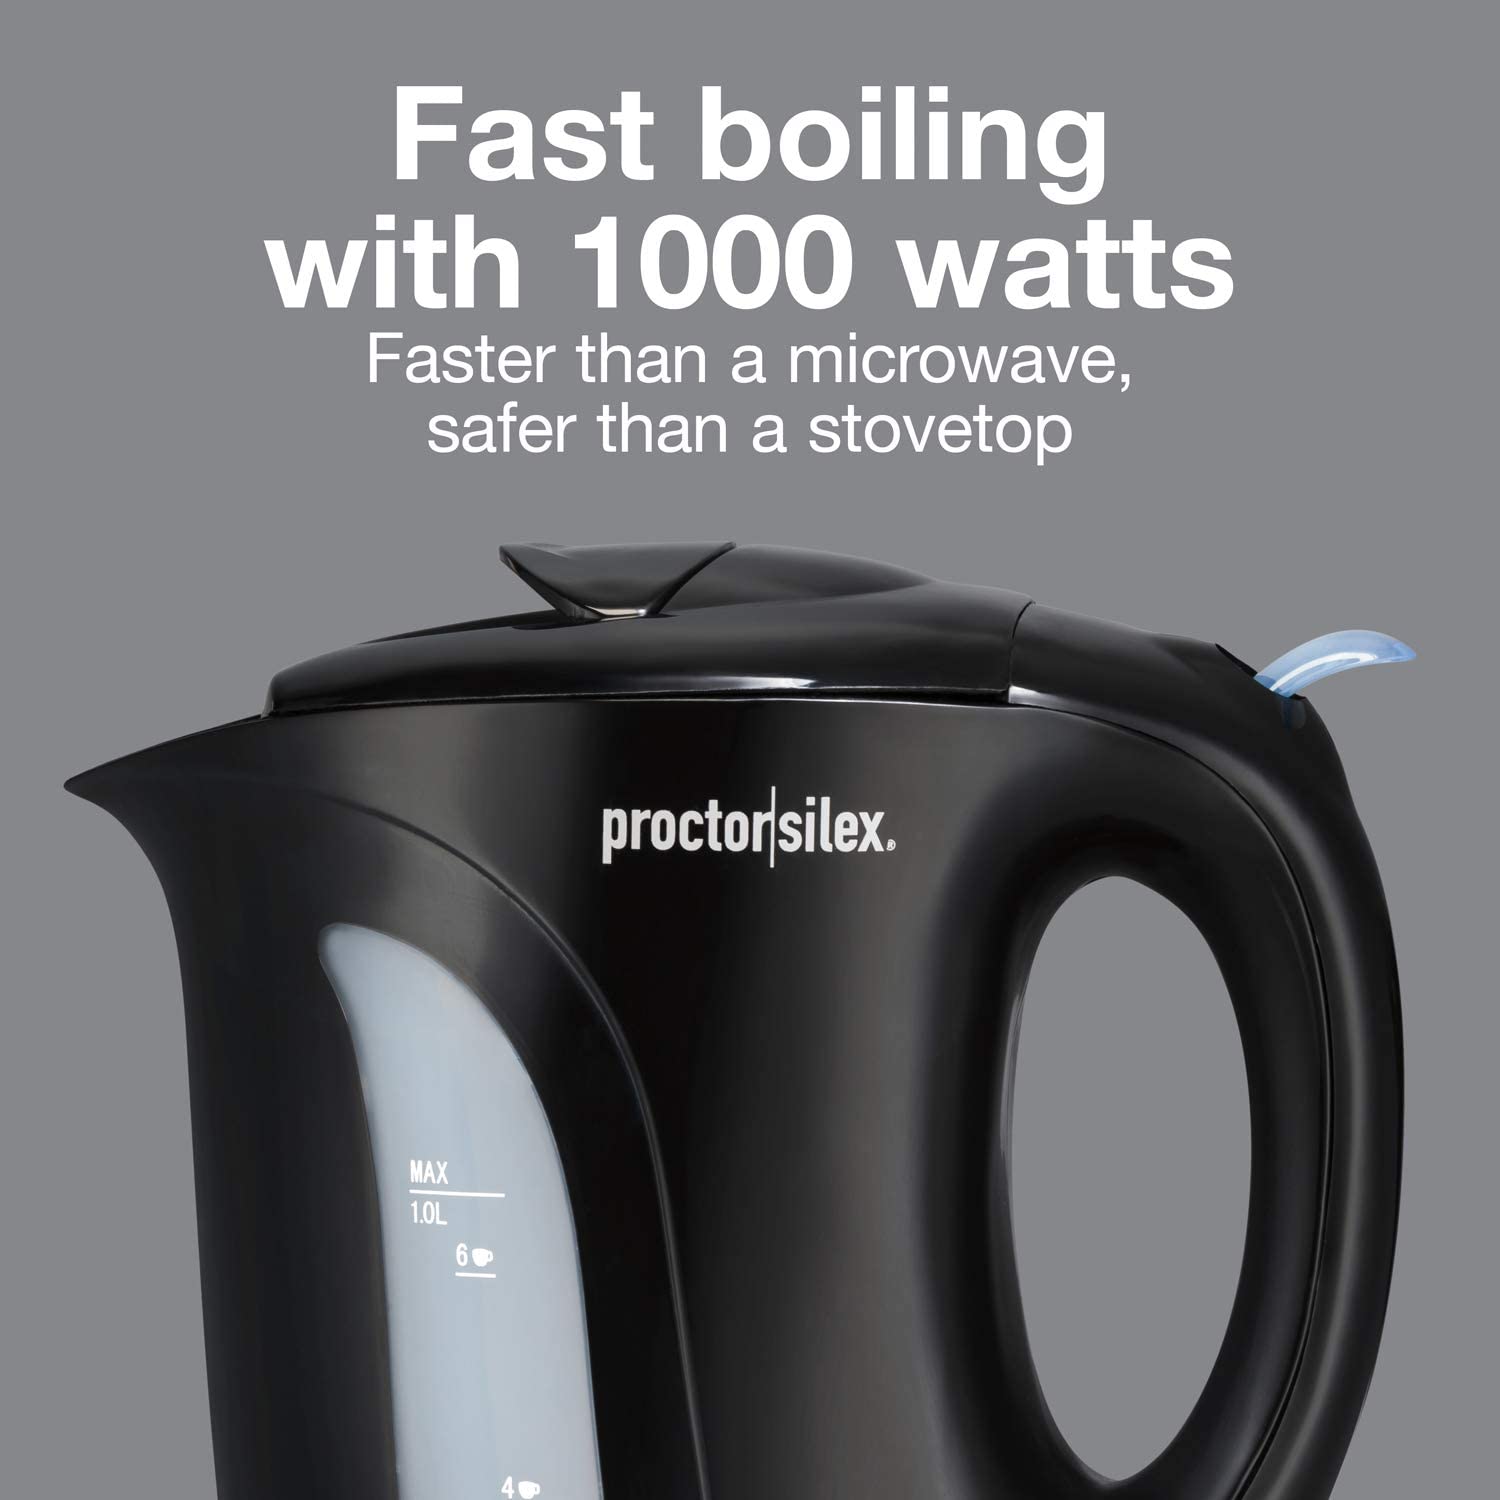 Fast boiling
with 1000 watts
Faster than a microwave,
safer than a stovetop
proctor|silex®
MAX
1.0L
6
4